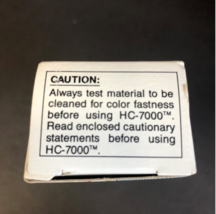 CAUTION:
Always test material to be
cleaned for color fastness
before using HC-7000™.
Read enclosed cautionary
statements before using
HC-7000™.